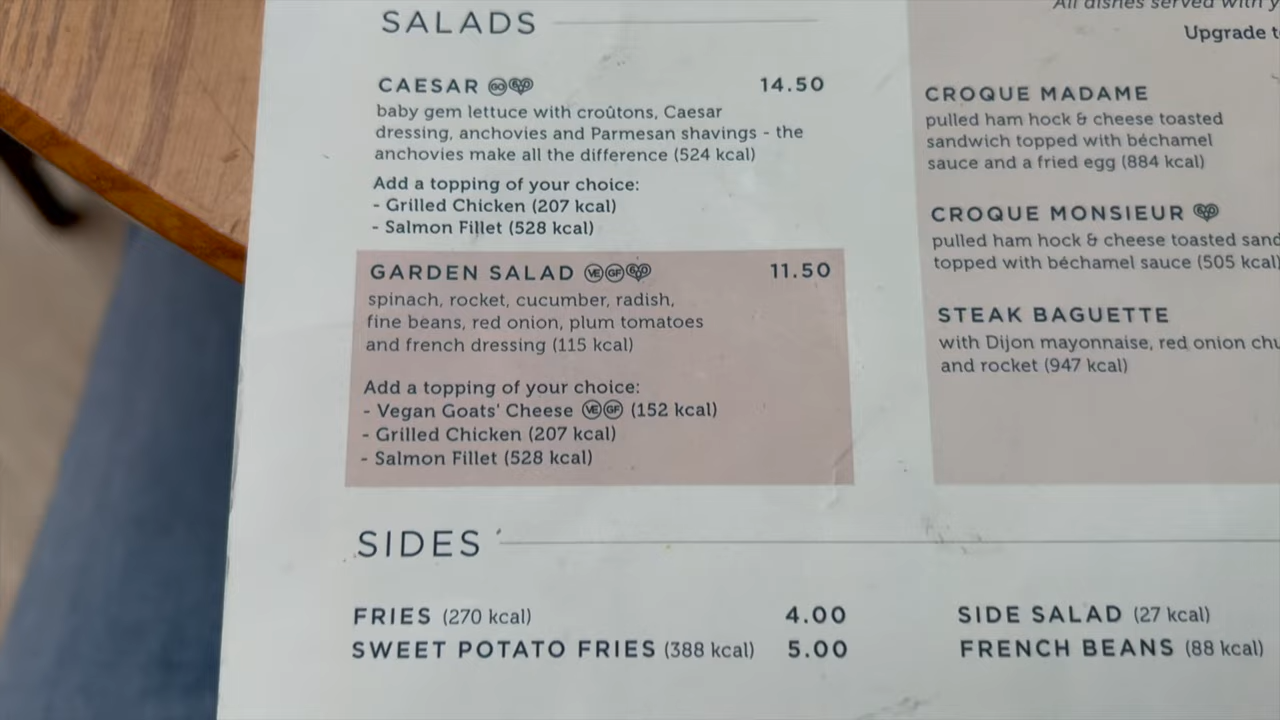 SALADS
CAESAR GO 14.50
baby gem lettuce with croûtons, Caesar
dressing, anchovies and Parmesan shavings - the
anchovies make all the difference (524 kcal)
Add a topping of your choice:
- Grilled Chicken (207 kcal)
- Salmon Fillet (528 kcal)
GARDEN SALAD VE GF 11.50
spinach, rocket, cucumber, radish,
fine beans, red onion, plum tomatoes
and french dressing (115 kcal)
Add a topping of your choice:
- Vegan Goats' Cheese VE GF (152 kcal)
- Grilled Chicken (207 kcal)
- Salmon Fillet (528 kcal)
All dishes served with
Upgrade
CROQUE MADAME
pulled ham hock & cheese toasted
sandwich topped with béchamel
sauce and a fried egg (884 kcal)
CROQUE MONSIEUR
pulled ham hock & cheese toasted sand
topped with béchamel sauce (505 kcal)
STEAK BAGUETTE
with Dijon mayonnaise, red onion chu
and rocket (947 kcal)
SIDES
FRIES (270 kcal) 4.00
SWEET POTATO FRIES (388 kcal) 5.00
SIDE SALAD (27 kcal)
FRENCH BEANS (88 kcal)